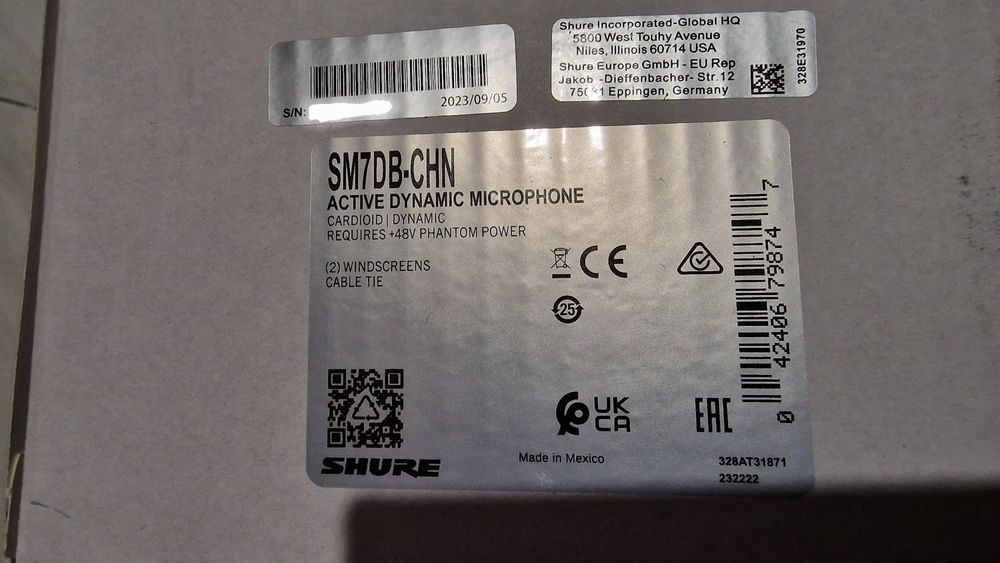 S/N:
2023/09/05
Shure Incorporated-Global HQ
5800 West Touhy Avenue
Niles, Illinois 60714 USA
Shure Europe GmbH - EU Rep
Jakob -Dieffenbacher- Str.12
75031 Eppingen, Germany
328E31970
SM7DB-CHN
ACTIVE DYNAMIC MICROPHONE
CARDIOID | DYNAMIC
REQUIRES +48V PHANTOM POWER
(2) WINDSCREENS
CABLE TIE
CE
25
UK
CA
EAC
0 42406 79874 7
SHURE
Made in Mexico
328AT31871
232222